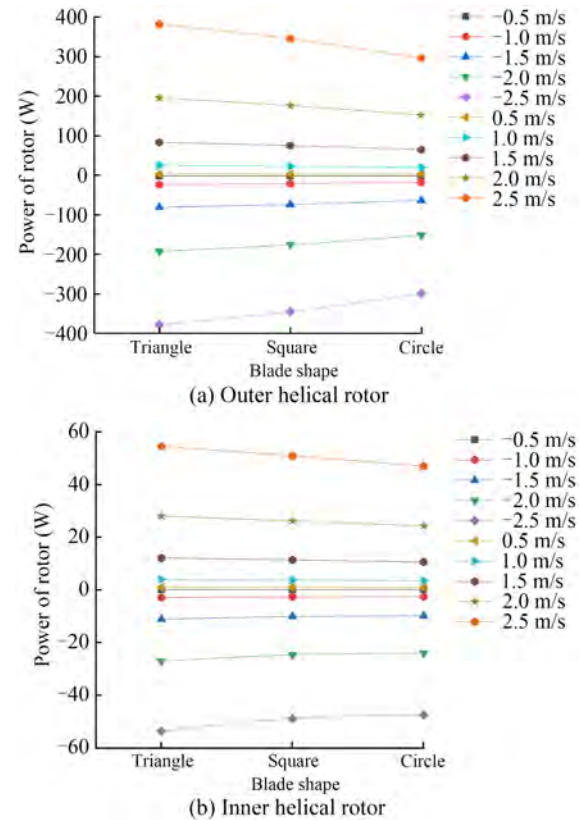 400
300
200
100
0
−100
−200
−300
−400
Power of rotor (W)
Triangle Square Circle
Blade shape
−0.5 m/s
−1.0 m/s
−1.5 m/s
−2.0 m/s
−2.5 m/s
0.5 m/s
1.0 m/s
1.5 m/s
2.0 m/s
2.5 m/s
(a) Outer helical rotor
60
40
20
0
−20
−40
−60
Power of rotor (W)
Triangle Square Circle
Blade shape
−0.5 m/s
−1.0 m/s
−1.5 m/s
−2.0 m/s
−2.5 m/s
0.5 m/s
1.0 m/s
1.5 m/s
2.0 m/s
2.5 m/s
(b) Inner helical rotor